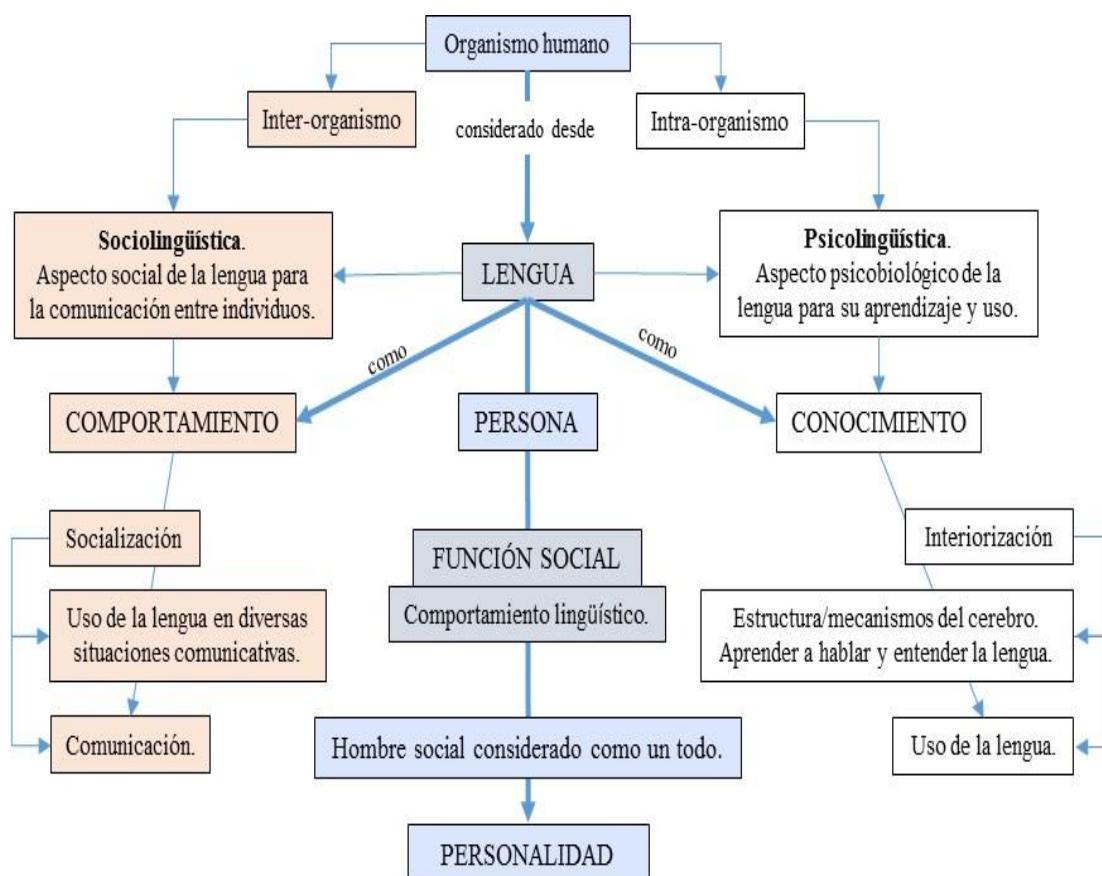 Organismo humano
Inter-organismo
considerado desde
Intra-organismo
Sociolingüística.
Aspecto social de la lengua para
la comunicación entre individuos.
LENGUA
Psicolingüística.
Aspecto psicobiológico de la
lengua para su aprendizaje y uso.
como
como
COMPORTAMIENTO
PERSONA
CONOCIMIENTO
Socialización
Interiorización
FUNCIÓN SOCIAL
Comportamiento lingüístico.
Uso de la lengua en diversas
situaciones comunicativas.
Estructura/mecanismos del cerebro.
Aprender a hablar y entender la lengua.
Comunicación.
Hombre social considerado como un todo.
Uso de la lengua.
PERSONALIDAD